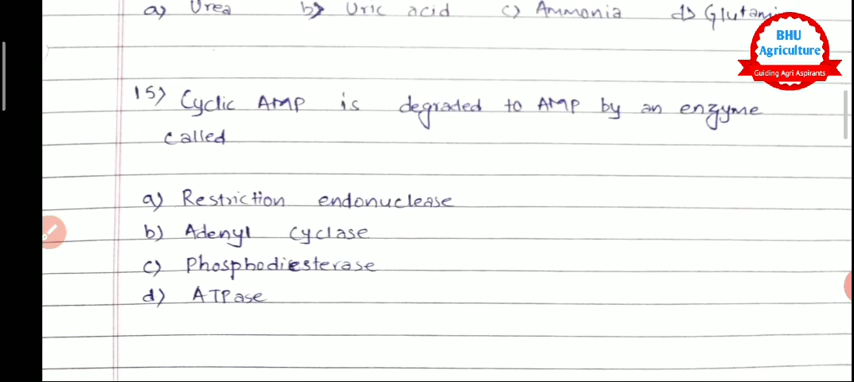 a) Urea b) Uric acid c) Ammonia d)
BHU
Agriculture
Guiding Agri Aspirants
15) Cyclic AMP is degraded to AMP by an enzyme
called
a) Restriction endonuclease
b) Adenyl cyclase
c) Phosphodiesterase
d) ATPase